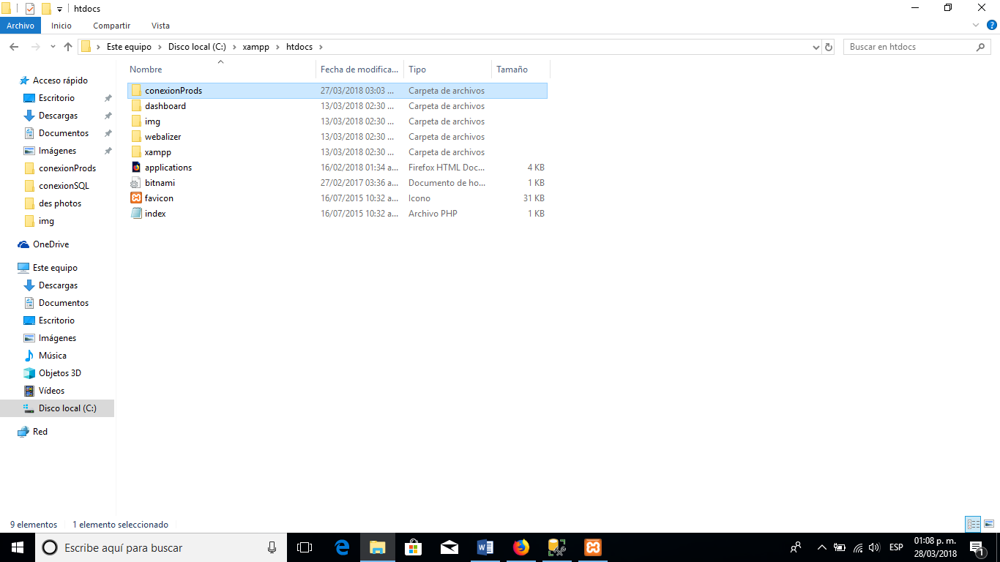 htdocs
Archivo Inicio Compartir Vista
Este equipo Disco local (C:) xampp htdocs Buscar en htdocs
Nombre Fecha de modifica... Tipo Tamaño
conexionProds 27/03/2018 03:03 ... Carpeta de archivos
dashboard 13/03/2018 02:30 ... Carpeta de archivos
img 13/03/2018 02:30 ... Carpeta de archivos
webalizer 13/03/2018 02:30 ... Carpeta de archivos
xampp 13/03/2018 02:30 ... Carpeta de archivos
applications 16/02/2018 01:34 a... Firefox HTML Doc... 4 KB
bitnami 27/02/2017 03:36 a... Documento de ho... 1 KB
favicon 16/07/2015 10:32 a... Icono 31 KB
index 16/07/2015 10:32 a... Archivo PHP 1 KB
Acceso rápido
Escritorio
Descargas
Documentos
Imágenes
conexionProds
conexionSQL
des photos
img
OneDrive
Este equipo
Descargas
Documentos
Escritorio
Imágenes
Música
Objetos 3D
Vídeos
Disco local (C:)
Red
9 elementos 1 elemento seleccionado
Escribe aquí para buscar
ESP
01:08 p. m.
28/03/2018
1